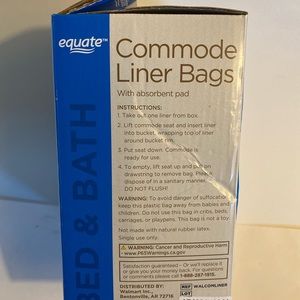 equate™
Commode
Liner Bags
With absorbent pad
BED & BATH
INSTRUCTIONS:
1. Take out one liner from box.
2. Lift commode seat and insert liner
into bucket, wrapping top of liner
around bucket rim.
3. Put seat down. Commode is
ready for use.
4. To empty, lift seat up and pull on
drawstring to remove bag. Please
dispose of in a sanitary manner.
DO NOT FLUSH!
WARNING: To avoid danger of suffocation
keep this plastic bag away from babies and
children. Do not use this bag in cribs, beds,
carriages, or playpens. This bag is not a toy.
Not made with natural rubber latex.
Single use only.
WARNING: Cancer and Reproductive Harm
www.P65Warnings.ca.gov
Satisfaction guaranteed - Or we'll replace it
or give you your money back. For questions
or comments please call 1-888-287-1915.
DISTRIBUTED BY:
Walmart Inc.,
Bentonville, AR 72716
REF WALCONLINER
LOT